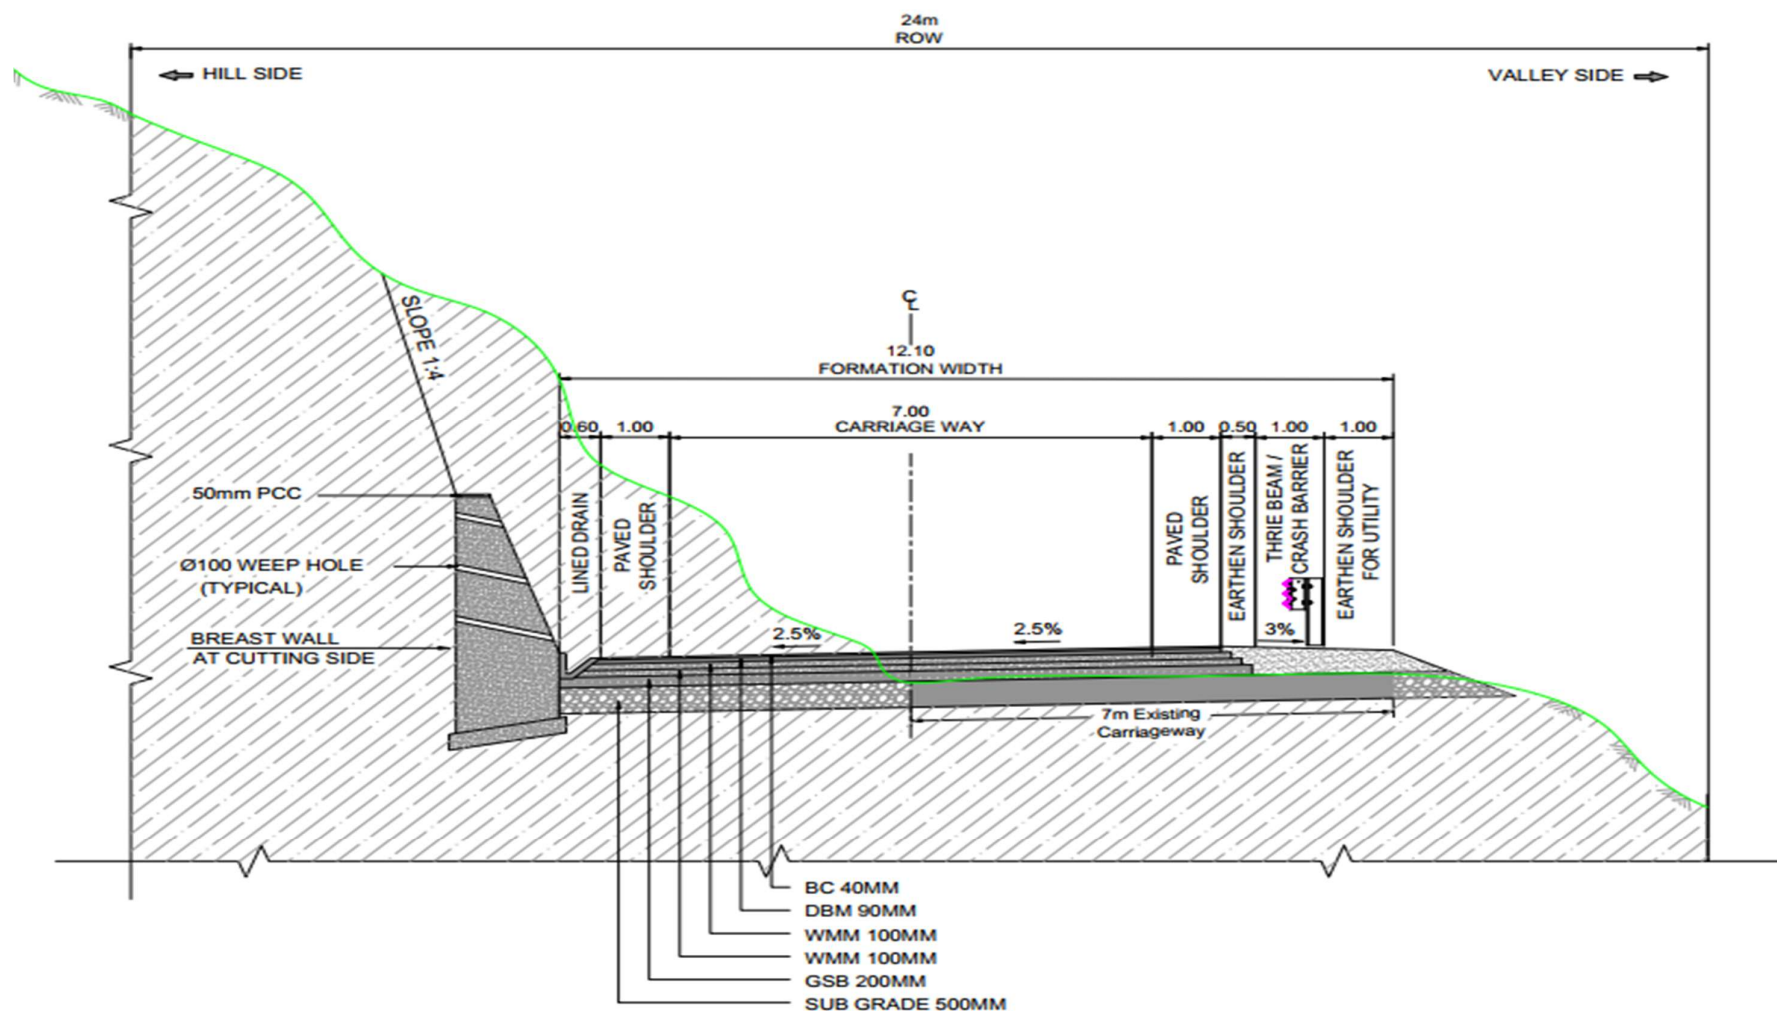 24m
ROW
HILL SIDE
VALLEY SIDE
SLOPE 1:4
CL
12.10
FORMATION WIDTH
7.00
0.60 1.00 CARRIAGE WAY 1.00 0.50 1.00 1.00
LINED DRAIN
PAVED
SHOULDER
PAVED
SHOULDER
EARTHEN SHOULDER
THRIE BEAM /
CRASH BARRIER
EARTHEN SHOULDER
FOR UTILITY
50mm PCC
Ø100 WEEP HOLE
(TYPICAL)
BREAST WALL
AT CUTTING SIDE
2.5%
2.5%
3%
7m Existing
Carriageway
BC 40MM
DBM 90MM
WMM 100MM
WMM 100MM
GSB 200MM
SUB GRADE 500MM